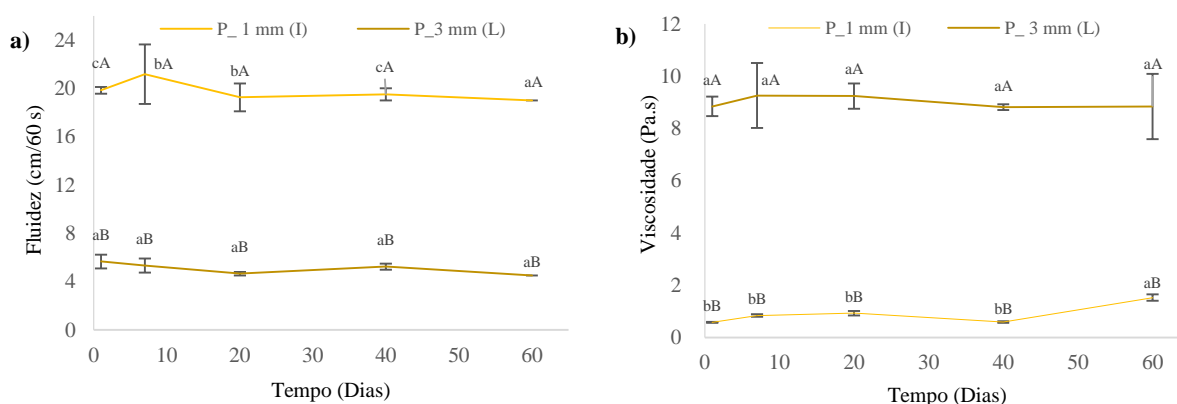 a)
P_ 1 mm (I)
P_3 mm (L)
Fluidez (cm/60 s)
24
20
16
12
8
4
0
cA
bA
bA
cA
aA
aB
aB
aB
aB
aB
0
10
20
30
40
50
60
Tempo (Dias)
b)
P_1 mm (I)
P_ 3 mm (L)
Viscosidade (Pa.s)
12
10
8
6
4
2
0
aA
aA
aA
aA
aA
bB
bB
bB
bB
aB
0
10
20
30
40
50
60
Tempo (Dias)